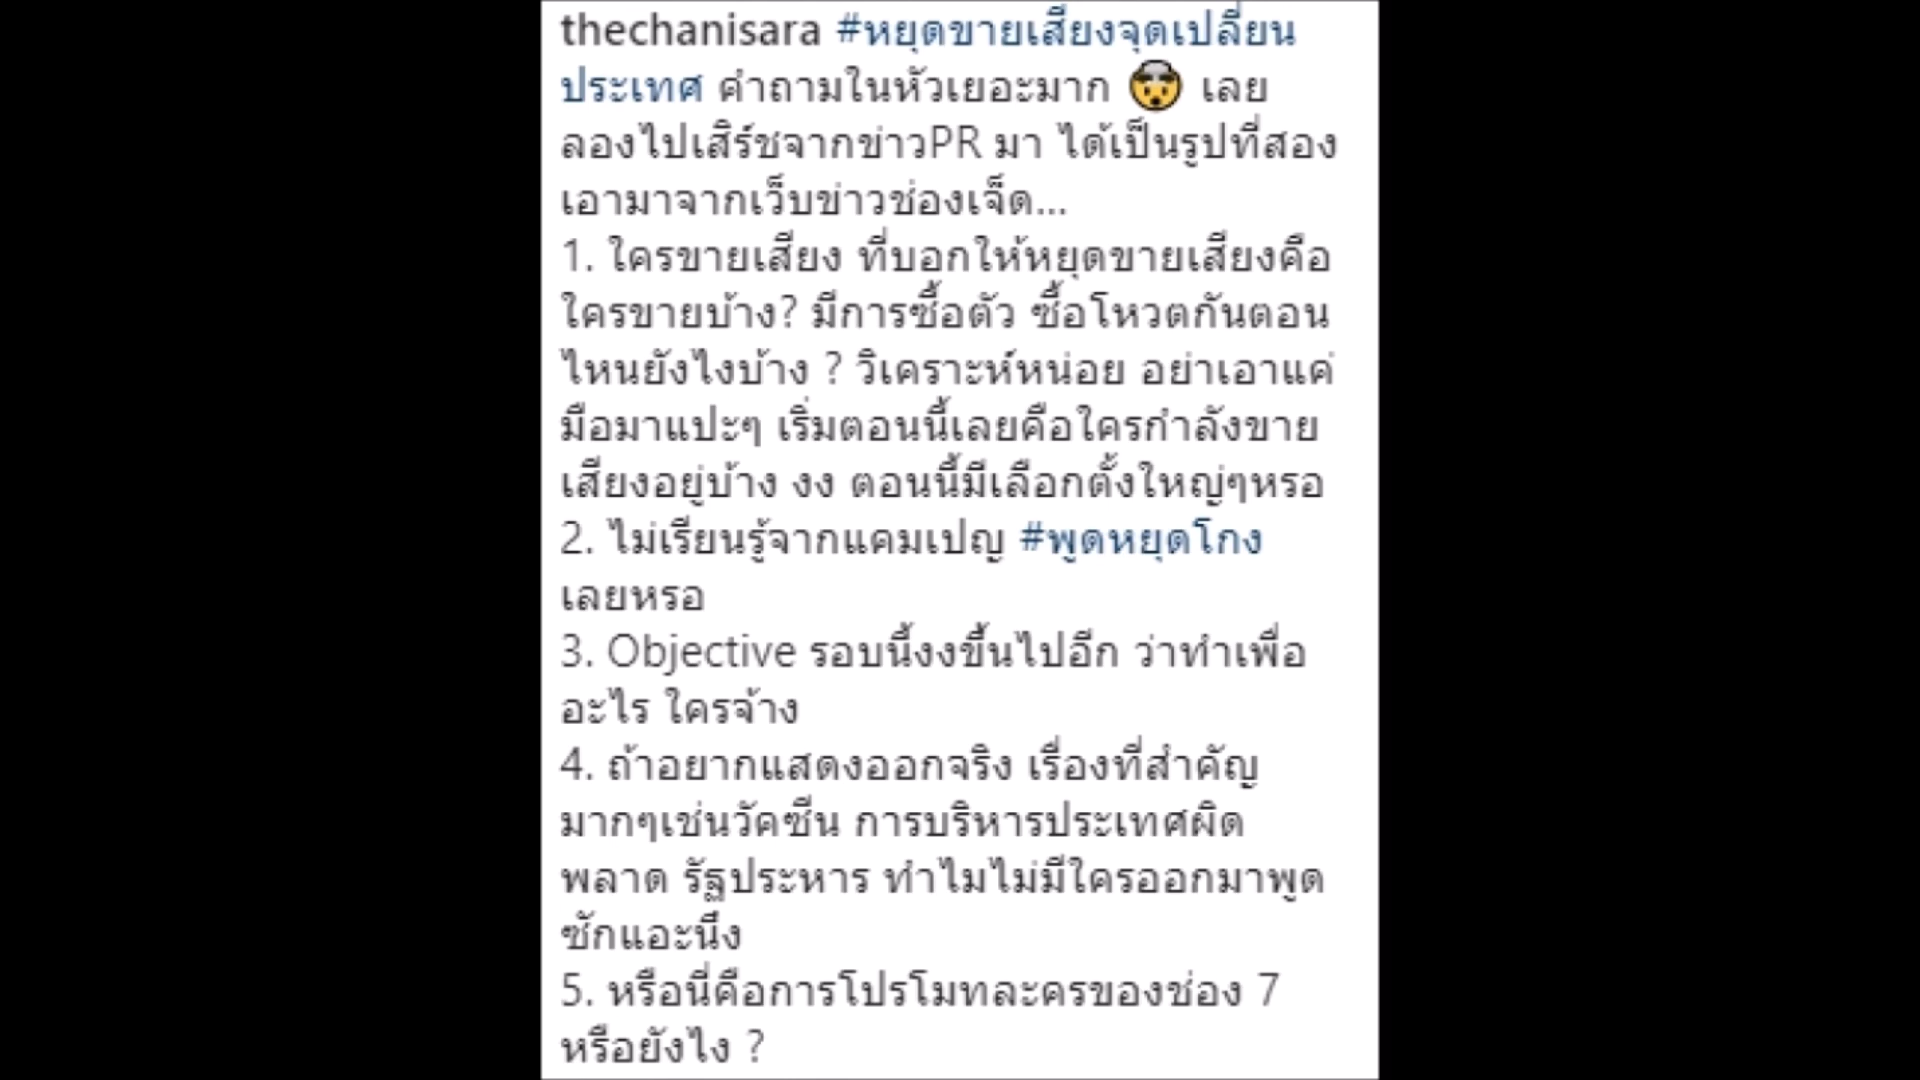 thechanisara #หยุดขายเสียงจุดเปลี่ยน
ประเทศ คำถามในหัวเยอะมาก 🤯 เลย
ลองไปเสิร์ชจากข่าวPR มา ได้เป็นรูปที่สอง
เอามาจากเว็บข่าวช่องเจ็ด...
1. ใครขายเสียง ที่บอกให้หยุดขายเสียงคือ
ใครขายบ้าง? มีการซื้อตัว ซื้อโหวตกันตอน
ไหนยังไงบ้าง ? วิเคราะห์หน่อย อย่าเอาแค่
มือมาแปะๆ เริ่มตอนนี้เลยคือใครกำลังขาย
เสียงอยู่บ้าง งง ตอนนี้มีเลือกตั้งใหญ่ๆหรอ
2. ไม่เรียนรู้จากแคมเปญ #พูดหยุดโกง
เลยหรอ
3. Objective รอบนี้งงขึ้นไปอีก ว่าทำเพื่อ
อะไร ใครจ้าง
4. ถ้าอยากแสดงออกจริง เรื่องที่สำคัญ
มากๆเช่นวัคซีน การบริหารประเทศผิด
พลาด รัฐประหาร ทำไมไม่มีใครออกมาพูด
ซักแอะนึง
5. หรือนี่คือการโปรโมทละครของช่อง 7
หรือยังไง ?